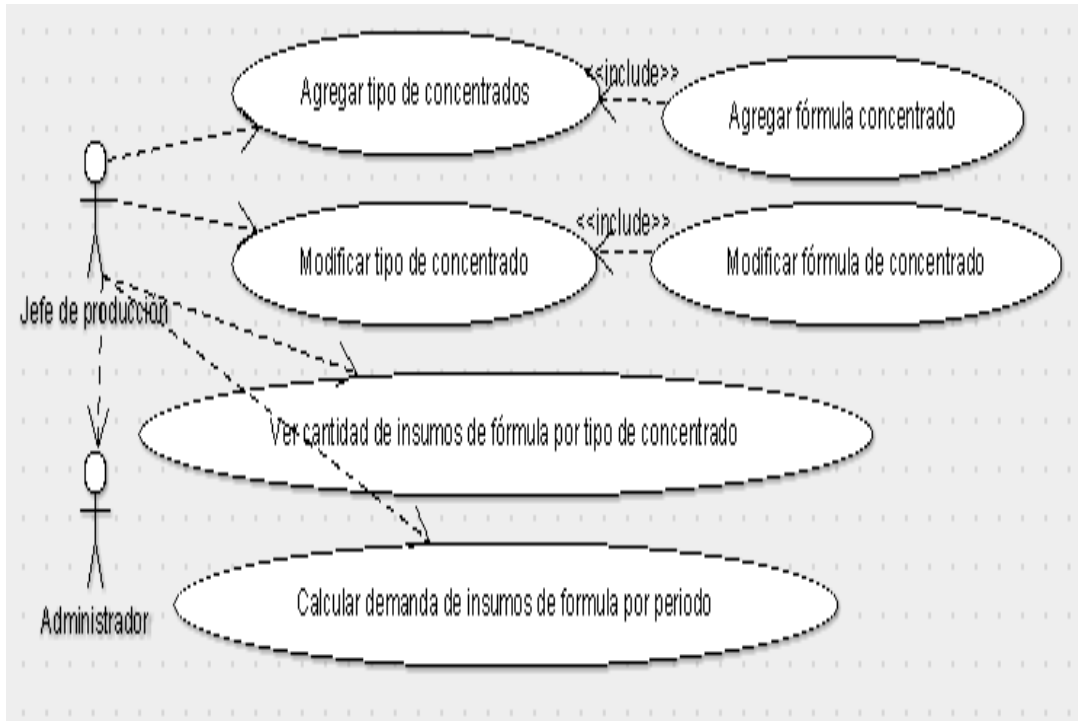 Agregar tipo de concentrados
<<include>>
Agregar fórmula concentrado
Modificar tipo de concentrado
<<include>>
Modificar fórmula de concentrado
Jefe de producción
Ver cantidad de insumos de fórmula por tipo de concentrado
Calcular demanda de insumos de formula por periodo
Administrador